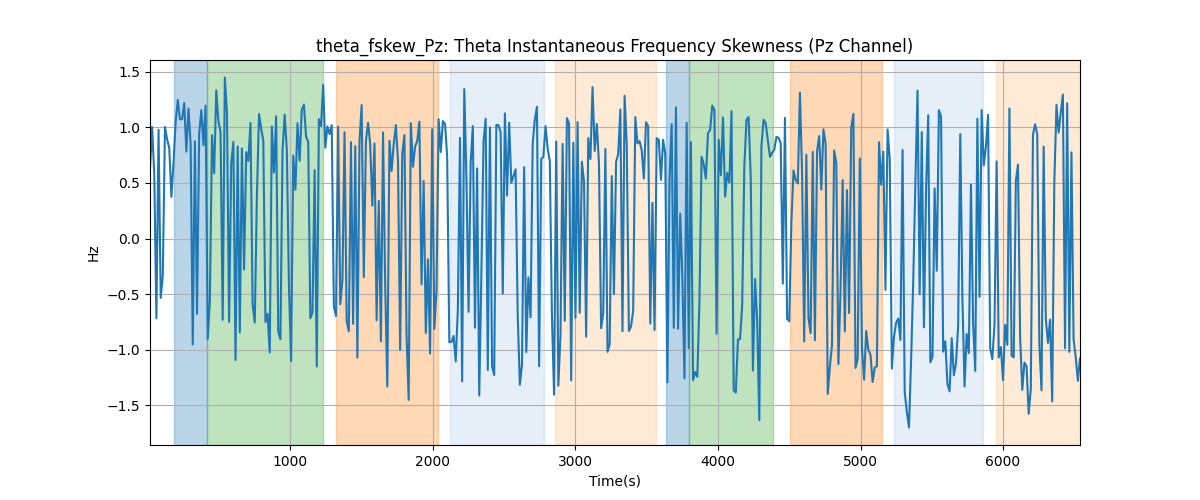 theta_fskew_Pz: Theta Instantaneous Frequency Skewness (Pz Channel)
1.5
1.0
0.5
0.0
−0.5
−1.0
−1.5
Hz
1000 2000 3000 4000 5000 6000
Time(s)